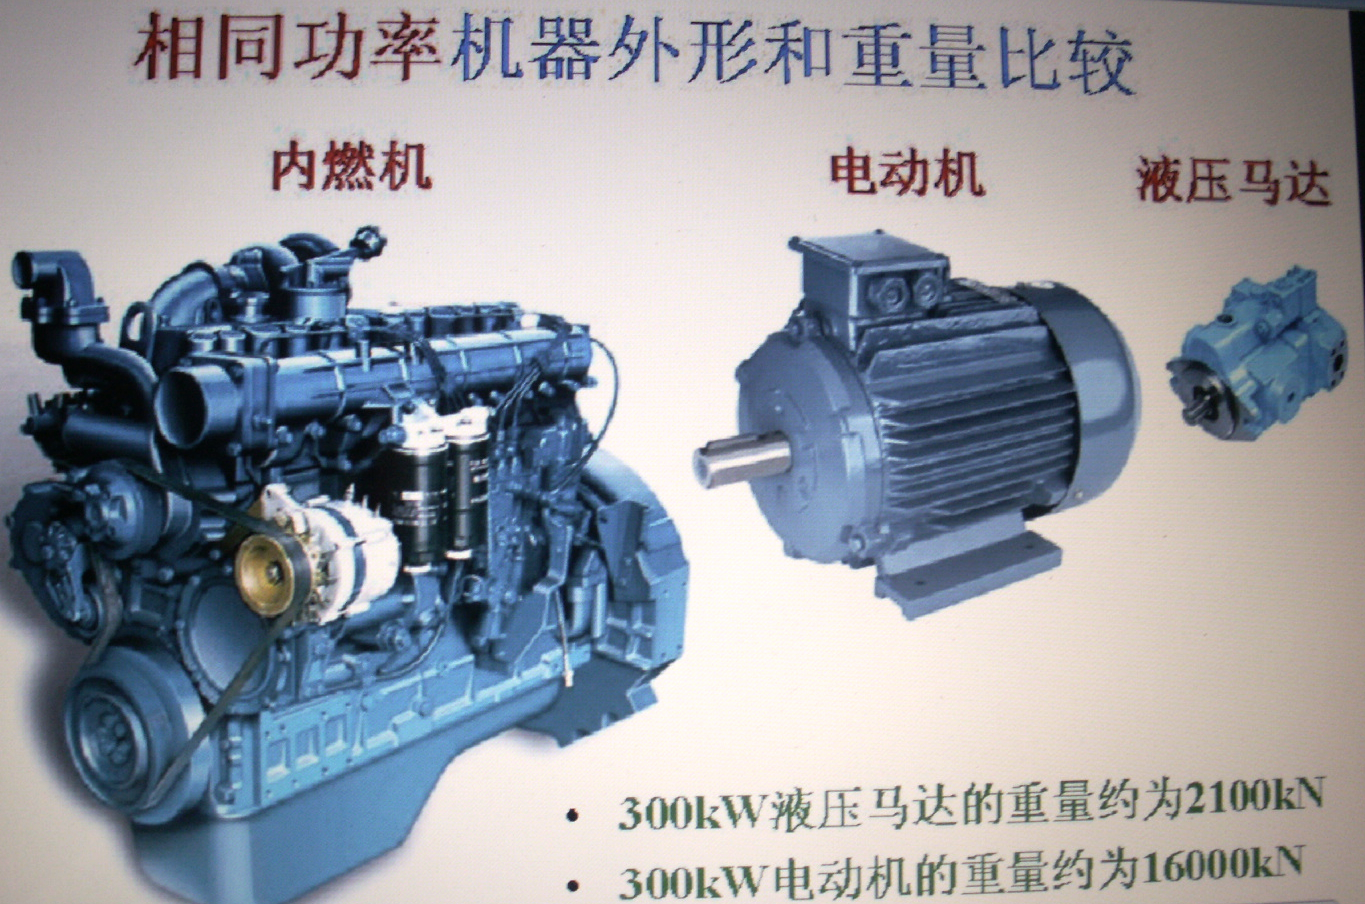 相同功率机器外形和重量比较
内燃机 电动机 液压马达
• 300kW液压马达的重量约为2100kN
• 300kW电动机的重量约为16000kN